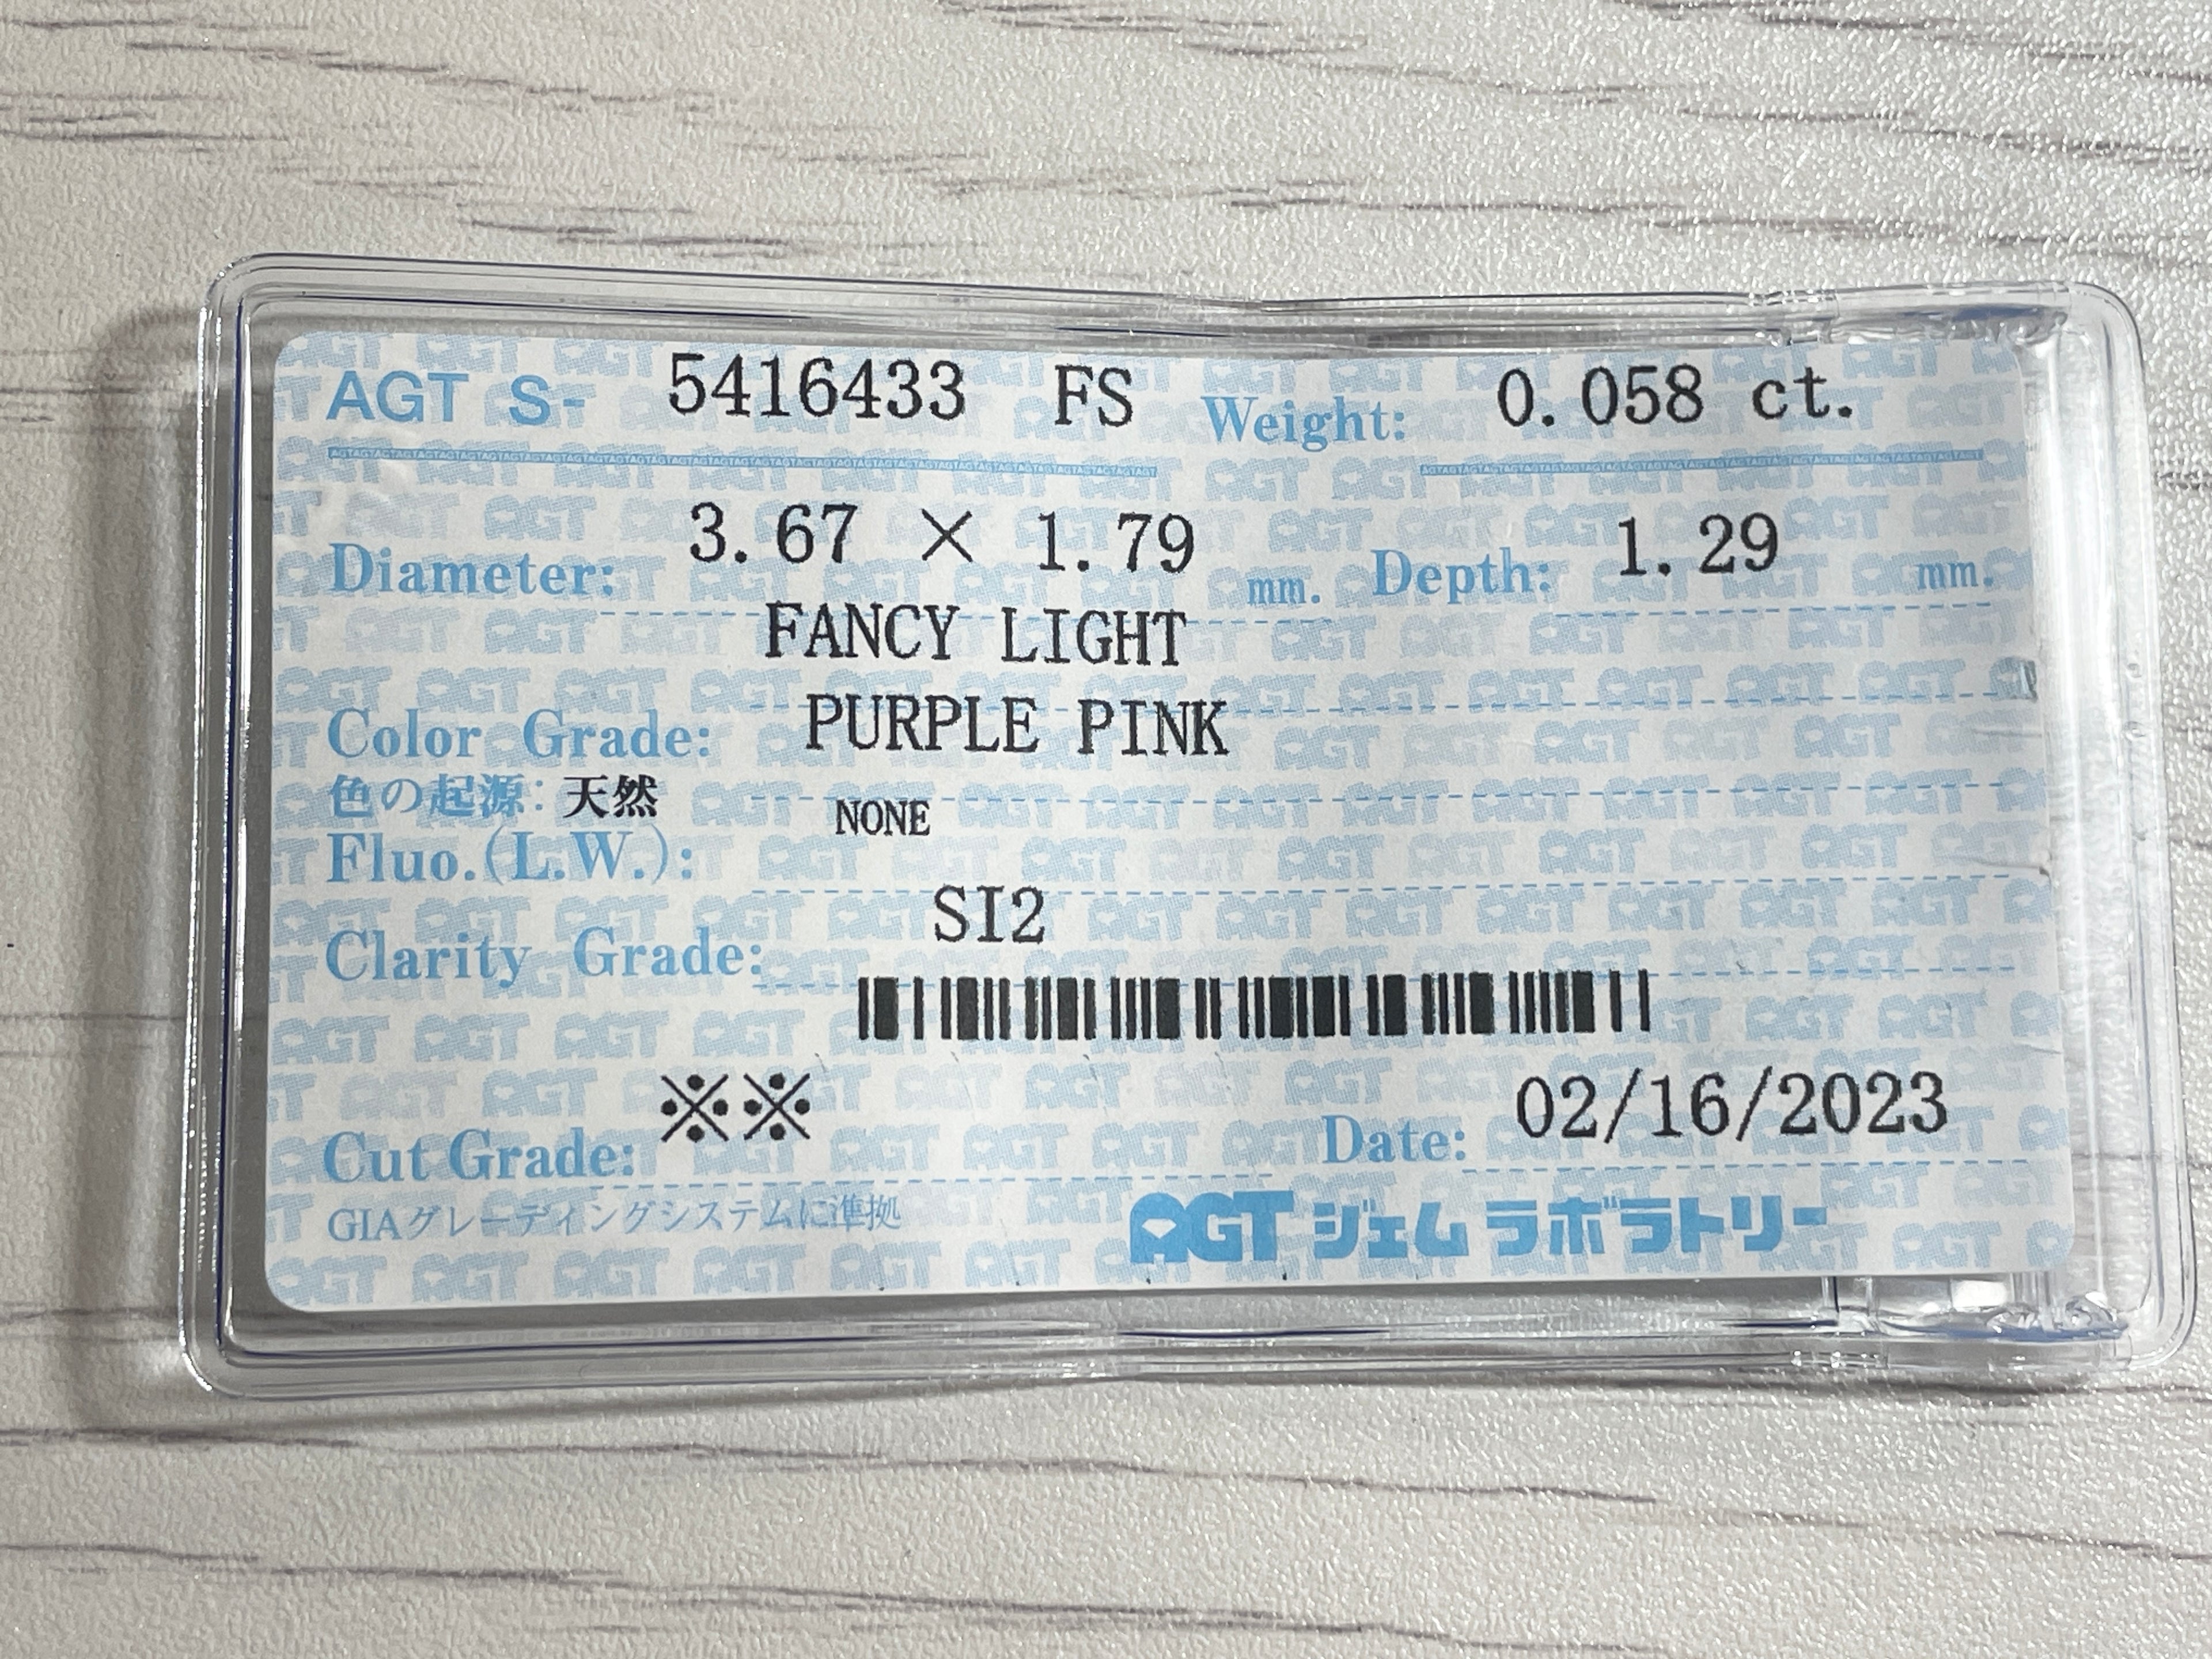 AGT S- 5416433 FS Weight: 0.058 ct.
Diameter: 3.67 × 1.79 mm. Depth: 1.29 mm.
FANCY LIGHT
Color Grade: PURPLE PINK
色の起源: 天然
Fluo.(L.W.): NONE
Clarity Grade: SI2
Cut Grade: ※※ Date: 02/16/2023
GIAグレーディングシステムに準拠 AGT ジェム ラボラトリー